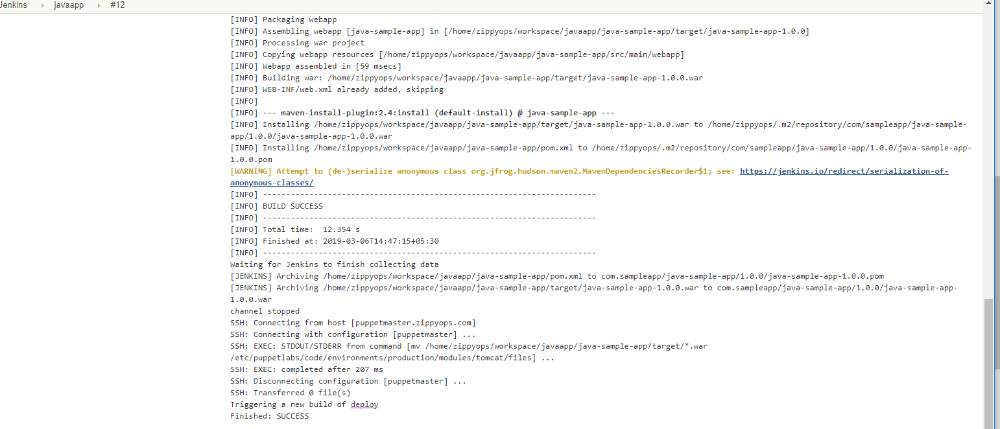 Jenkins javaapp #12
[INFO] Packaging webapp
[INFO] Assembling webapp [java-sample-app] in [/home/zippyops/workspace/javaapp/java-sample-app/target/java-sample-app-1.0.0]
[INFO] Processing war project
[INFO] Copying webapp resources [/home/zippyops/workspace/javaapp/java-sample-app/src/main/webapp]
[INFO] Webapp assembled in [59 msecs]
[INFO] Building war: /home/zippyops/workspace/javaapp/java-sample-app/target/java-sample-app-1.0.0.war
[INFO] WEB-INF/web.xml already added, skipping
[INFO]
[INFO] --- maven-install-plugin:2.4:install (default-install) @ java-sample-app ---
[INFO] Installing /home/zippyops/workspace/javaapp/java-sample-app/target/java-sample-app-1.0.0.war to /home/zippyops/.m2/repository/com/sampleapp/java-sample-
app/1.0.0/java-sample-app-1.0.0.war
[INFO] Installing /home/zippyops/workspace/javaapp/java-sample-app/pom.xml to /home/zippyops/.m2/repository/com/sampleapp/java-sample-app/1.0.0/java-sample-app-
1.0.0.pom
[WARNING] Attempt to (de-)serialize anonymous class org.jfrog.hudson.maven2.MavenDependenciesRecorder$1; see: https://jenkins.io/redirect/serialization-of-
anonymous-classes/
[INFO] ------------------------------------------------------------------------
[INFO] BUILD SUCCESS
[INFO] ------------------------------------------------------------------------
[INFO] Total time:  12.354 s
[INFO] Finished at: 2019-03-06T14:47:15+05:30
[INFO] ------------------------------------------------------------------------
Waiting for Jenkins to finish collecting data
[JENKINS] Archiving /home/zippyops/workspace/javaapp/java-sample-app/pom.xml to com.sampleapp/java-sample-app/1.0.0/java-sample-app-1.0.0.pom
[JENKINS] Archiving /home/zippyops/workspace/javaapp/java-sample-app/target/java-sample-app-1.0.0.war to com.sampleapp/java-sample-app/1.0.0/java-sample-app-
1.0.0.war
channel stopped
SSH: Connecting from host [puppetmaster.zippyops.com]
SSH: Connecting with configuration [puppetmaster] ...
SSH: EXEC: STDOUT/STDERR from command [mv /home/zippyops/workspace/javaapp/java-sample-app/target/*.war
/etc/puppetlabs/code/environments/production/modules/tomcat/files] ...
SSH: EXEC: completed after 207 ms
SSH: Disconnecting configuration [puppetmaster] ...
SSH: Transferred 0 file(s)
Triggering a new build of deploy
Finished: SUCCESS